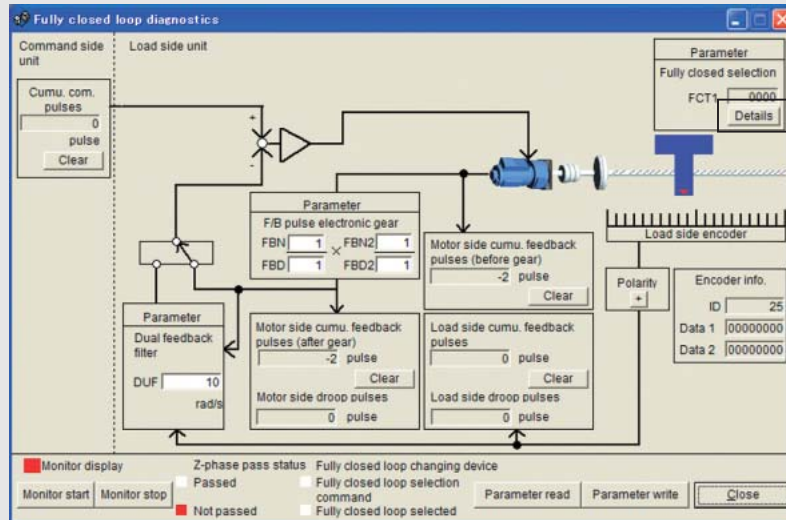 Fully closed loop diagnostics
Command side unit
Load side unit
Cumu. com. pulses
0
pulse
Clear
+
-
Parameter
Fully closed selection
FCT1 0000
Details
Parameter
F/B pulse electronic gear
FBN 1 × FBN2 1
FBD 1 FBD2 1
Motor side cumu. feedback pulses (before gear)
-2 pulse
Clear
Load side encoder
Polarity
+
Encoder info.
ID 25
Data 1 00000000
Data 2 00000000
Parameter
Dual feedback filter
DUF 10
rad/s
Motor side cumu. feedback pulses (after gear)
-2 pulse
Clear
Motor side droop pulses
0 pulse
Load side cumu. feedback pulses
0 pulse
Clear
Load side droop pulses
0 pulse
Monitor display
Monitor start
Monitor stop
Z-phase pass status
Passed
Not passed
Fully closed loop changing device
Fully closed loop selection command
Fully closed loop selected
Parameter read
Parameter write
Close